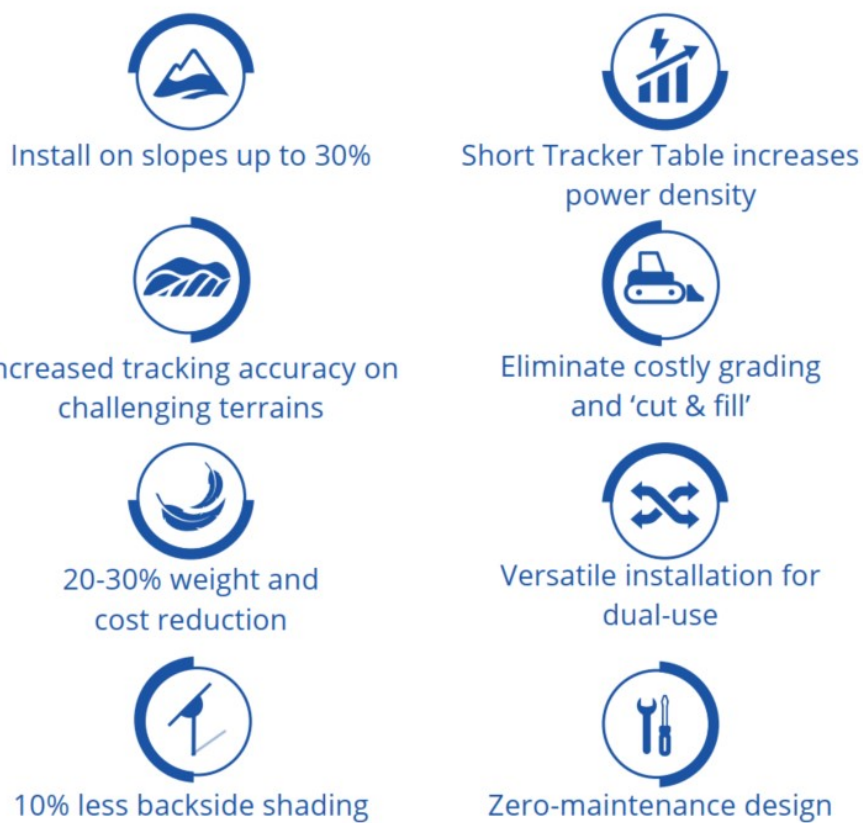 Install on slopes up to 30%
Short Tracker Table increases
power density
ncreased tracking accuracy on
challenging terrains
Eliminate costly grading
and ‘cut & fill’
20-30% weight and
cost reduction
Versatile installation for
dual-use
10% less backside shading
Zero-maintenance design